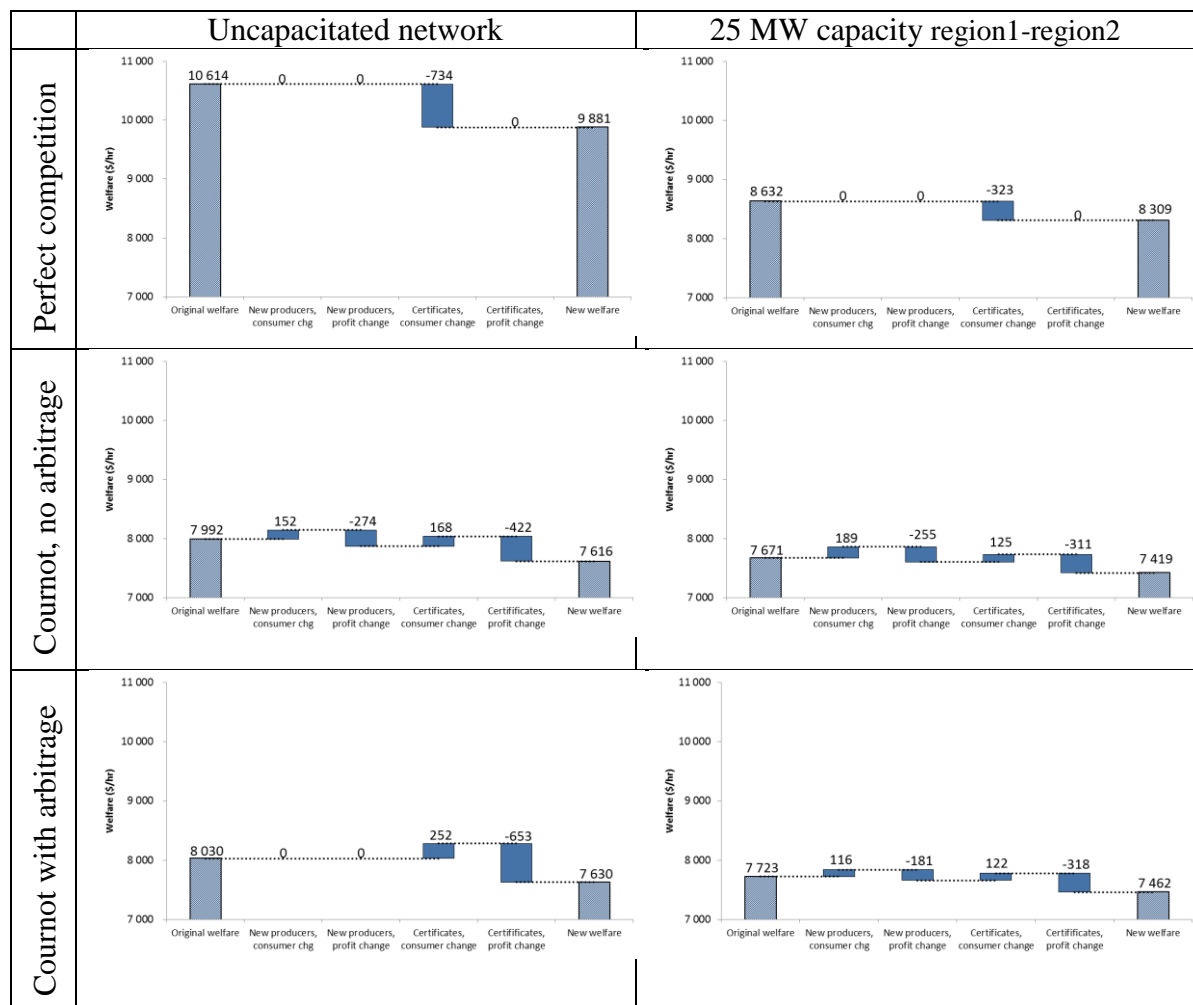 Uncapacitated network
25 MW capacity region1-region2
Perfect competition
11 000
10 000
9 000
8 000
7 000
Welfare ($/hr)
10 614
0
0
-734
0
9 881
Original welfare
New producers,
consumer chg
New producers,
profit change
Certificates,
consumer change
Certifificates,
profit change
New welfare
11 000
10 000
9 000
8 000
7 000
Welfare ($/hr)
8 632
0
0
-323
0
8 309
Original welfare
New producers,
consumer chg
New producers,
profit change
Certificates,
consumer change
Certifificates,
profit change
New welfare
Cournot, no arbitrage
11 000
10 000
9 000
8 000
7 000
Welfare ($/hr)
7 992
152
-274
168
-422
7 616
Original welfare
New producers,
consumer chg
New producers,
profit change
Certificates,
consumer change
Certifificates,
profit change
New welfare
11 000
10 000
9 000
8 000
7 000
Welfare ($/hr)
7 671
189
-255
125
-311
7 419
Original welfare
New producers,
consumer chg
New producers,
profit change
Certificates,
consumer change
Certifificates,
profit change
New welfare
Cournot with arbitrage
11 000
10 000
9 000
8 000
7 000
Welfare ($/hr)
8 030
0
0
252
-653
7 630
Original welfare
New producers,
consumer chg
New producers,
profit change
Certificates,
consumer change
Certifificates,
profit change
New welfare
11 000
10 000
9 000
8 000
7 000
Welfare ($/hr)
7 723
116
-181
122
-318
7 462
Original welfare
New producers,
consumer chg
New producers,
profit change
Certificates,
consumer change
Certifificates,
profit change
New welfare